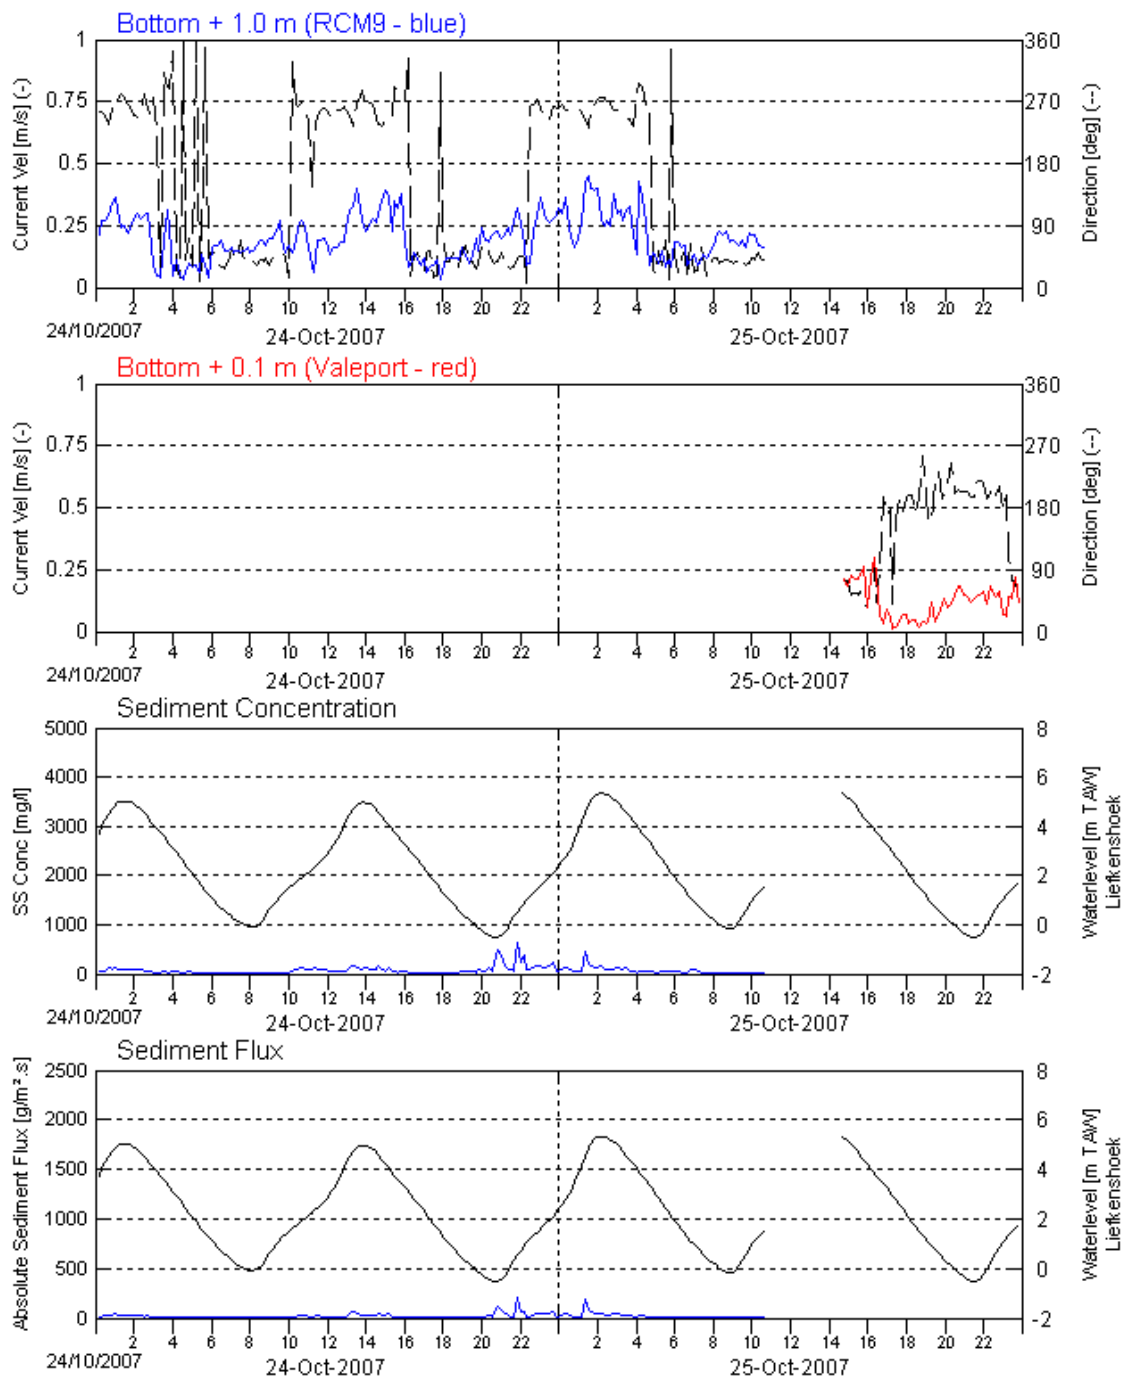 Bottom + 1.0 m (RCM9 - blue)
Current Vel [m/s] (-)
1
0.75
0.5
0.25
0
360
270
180
90
0
Direction [deg] (--)
2 4 6 8 10 12 14 16 18 20 22 2 4 6 8 10 12 14 16 18 20 22
24/10/2007 24-Oct-2007 25-Oct-2007
Bottom + 0.1 m (Valeport - red)
Current Vel [m/s] (-)
1
0.75
0.5
0.25
0
360
270
180
90
0
Direction [deg] (--)
2 4 6 8 10 12 14 16 18 20 22 2 4 6 8 10 12 14 16 18 20 22
24/10/2007 24-Oct-2007 25-Oct-2007
Sediment Concentration
SS Conc [mg/l]
5000
4000
3000
2000
1000
0
8
6
4
2
0
-2
Waterlevel [m TAW]
Liefkenshoek
2 4 6 8 10 12 14 16 18 20 22 2 4 6 8 10 12 14 16 18 20 22
24/10/2007 24-Oct-2007 25-Oct-2007
Sediment Flux
Absolute Sediment Flux [g/m².s]
2500
2000
1500
1000
500
0
8
6
4
2
0
-2
Waterlevel [m TAW]
Liefkenshoek
2 4 6 8 10 12 14 16 18 20 22 2 4 6 8 10 12 14 16 18 20 22
24/10/2007 24-Oct-2007 25-Oct-2007